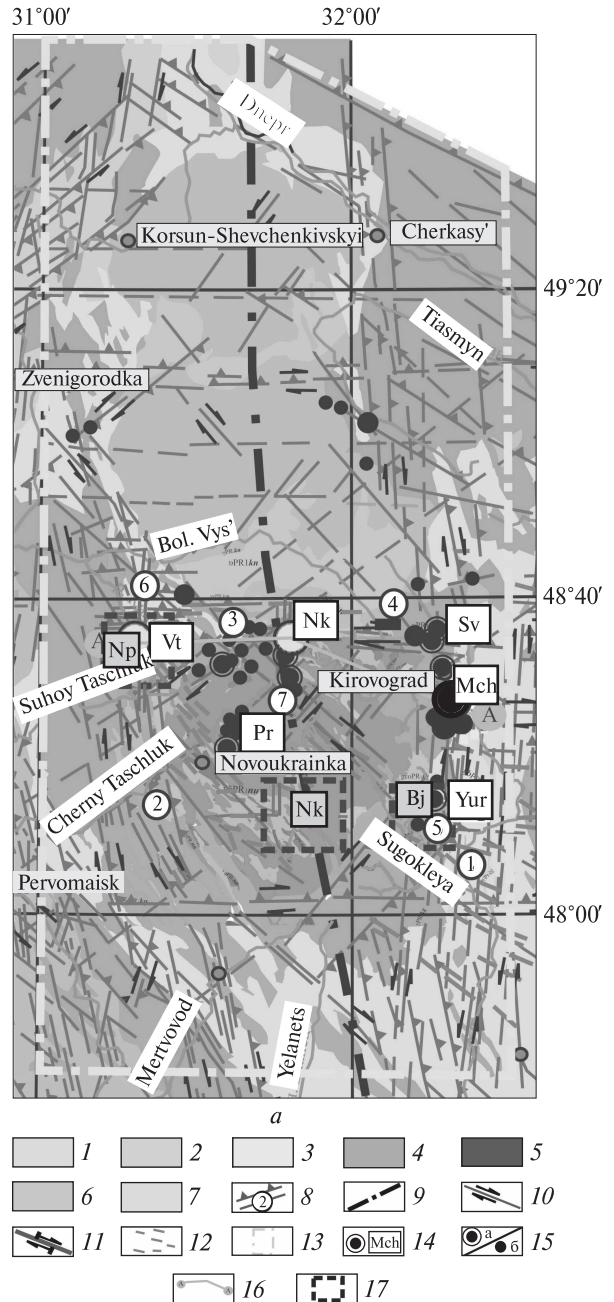 31°00′ 32°00′
Dnepr
Korsun-Shevchenkivskyi Cherkasy'
49°20′
Tiasmyn
Zvenigorodka
Bol. Vys'
48°40′
6 3 Nk 4 Sv
A Np Vt
Suhoy Taschluk Kirovograd Mch
7 A
Pr
Novoukrainka
Cherny Taschluk
2 Nk Bj Yur
5
Sugokleya 1
Pervomaisk
48°00′
Mertvovod Yelanets
a
1 2 3 4 5
6 7 2 8 9 10
11 12 13 Mch 14 а б 15
A A 16 17